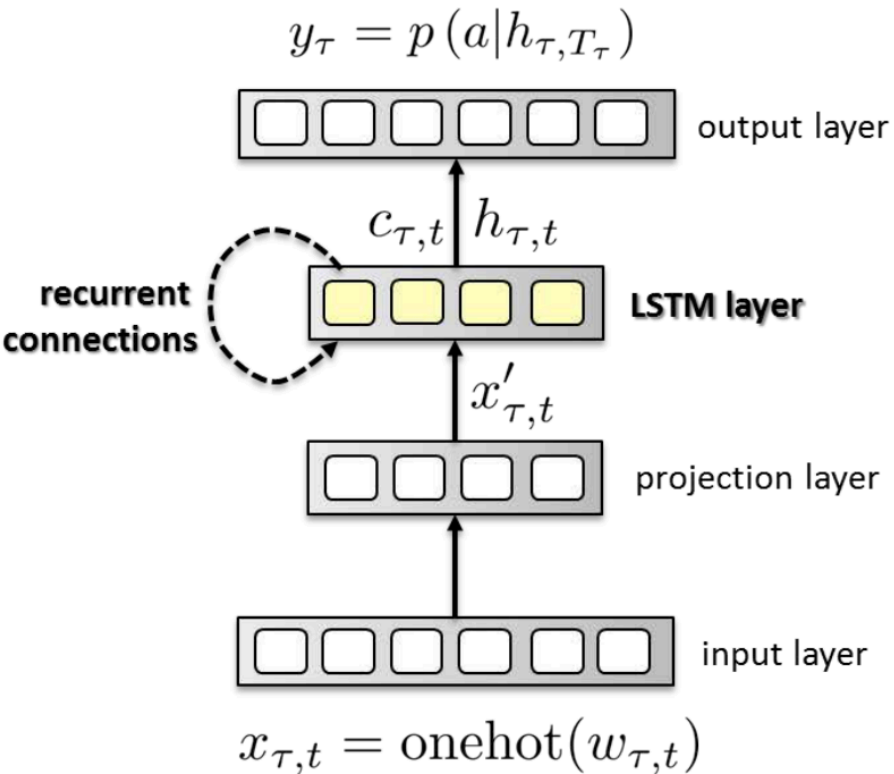 y_τ = p (a|h_{τ,T_τ})
output layer
c_{τ,t} h_{τ,t}
recurrent
connections
LSTM layer
x′_{τ,t}
projection layer
input layer
x_{τ,t} = onehot(w_{τ,t})